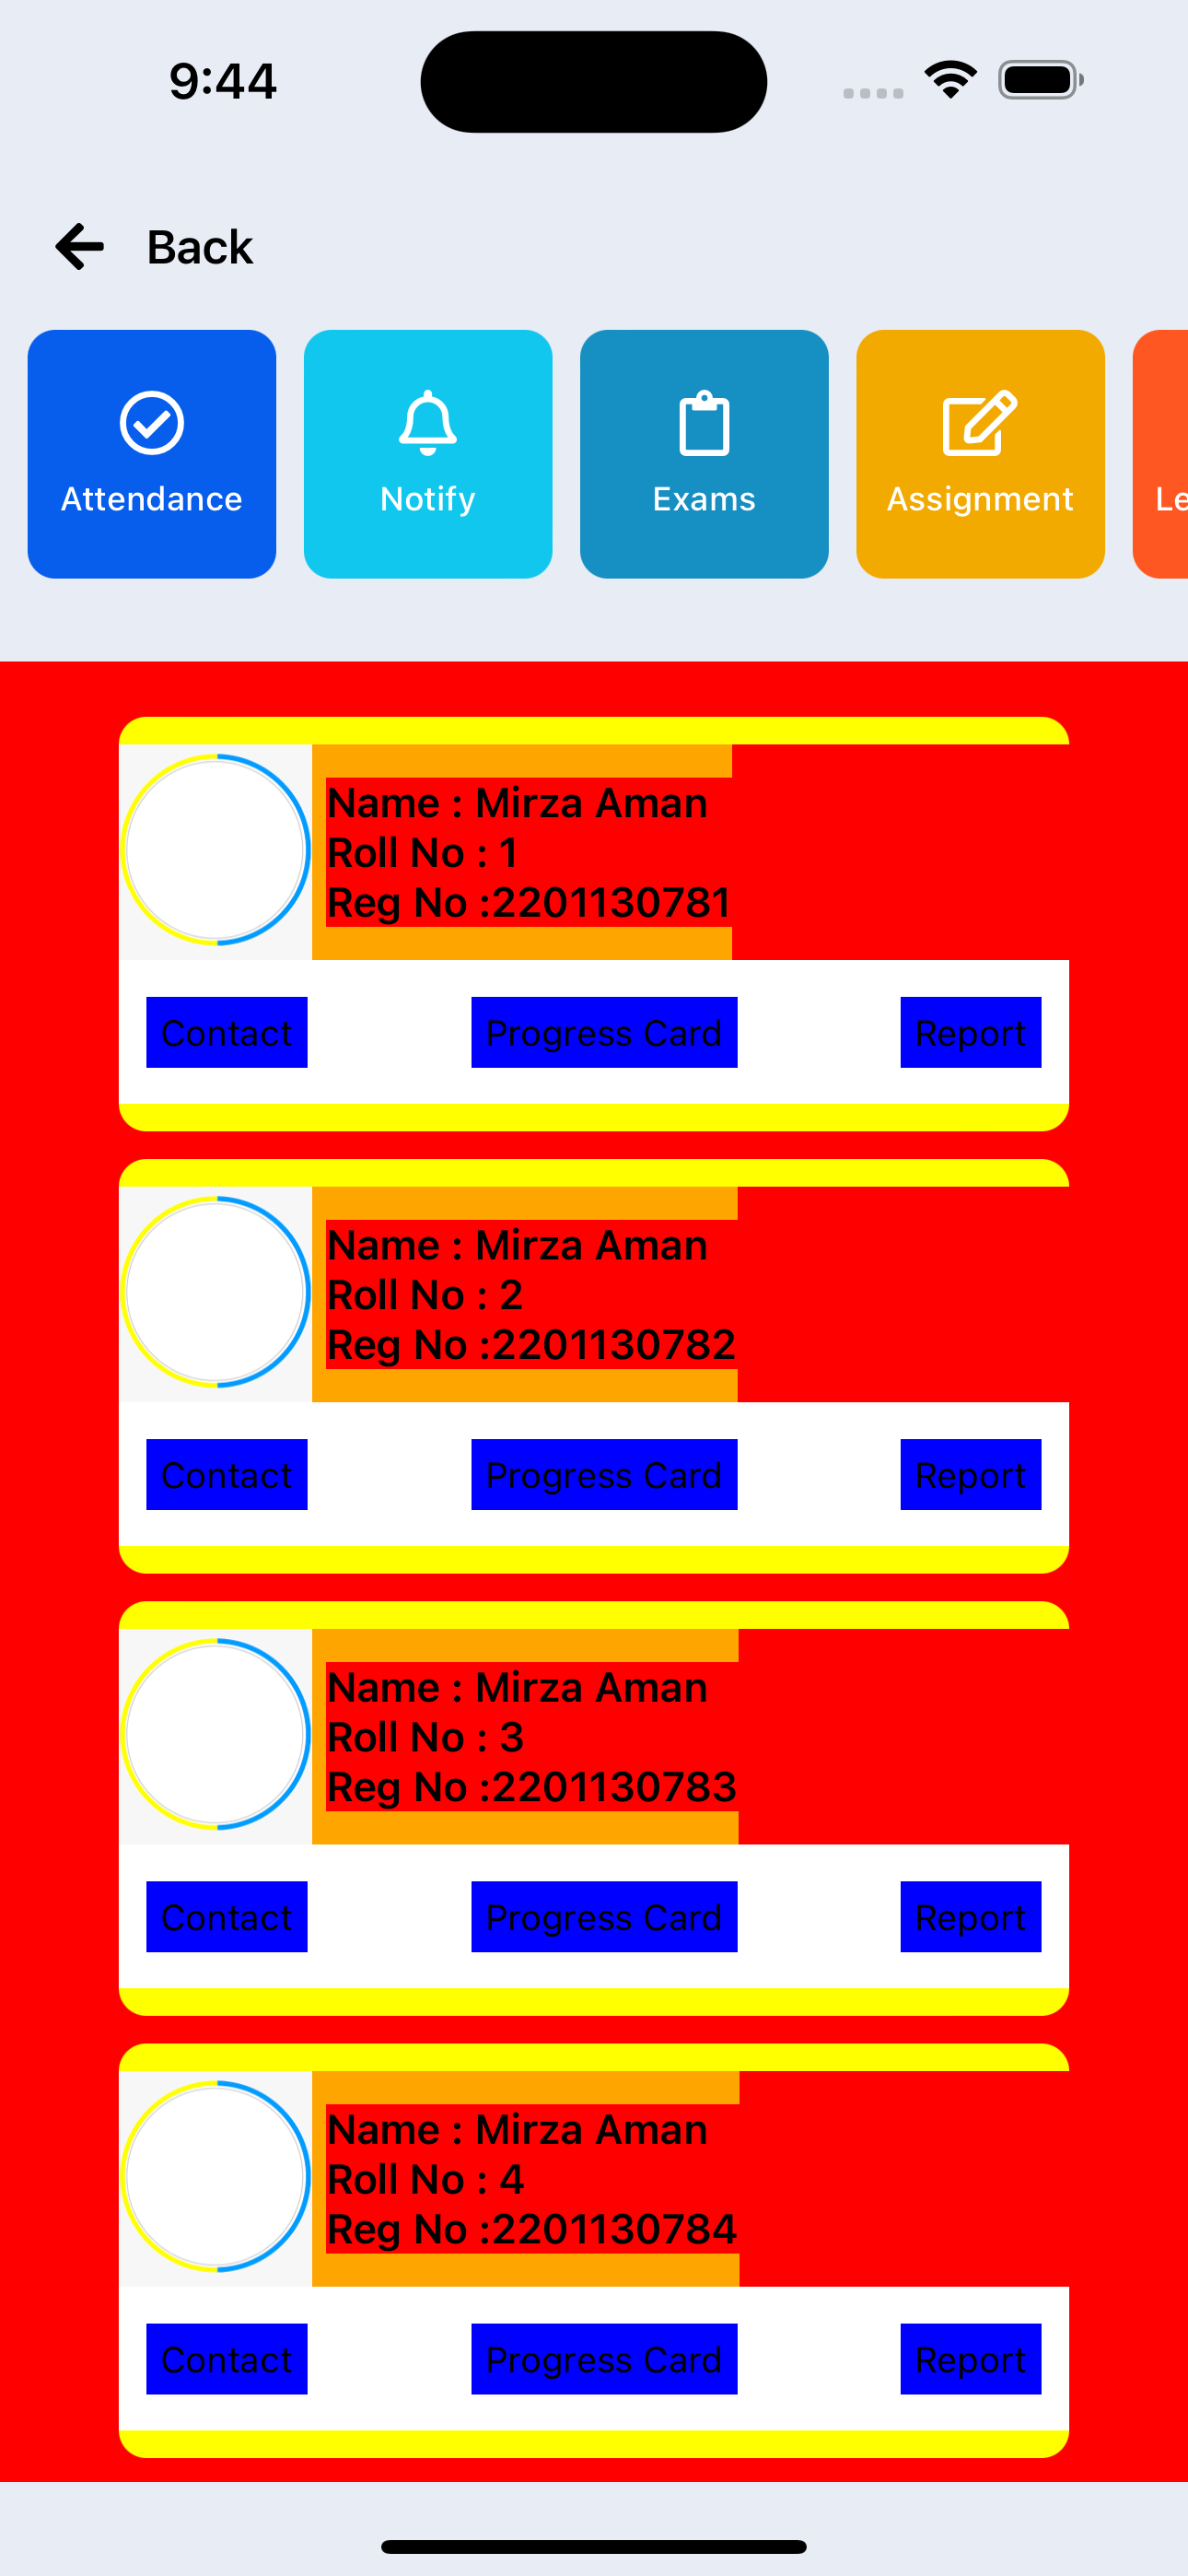 9:44
Back
Attendance
Notify
Exams
Assignment
Le
Name : Mirza Aman
Roll No : 1
Reg No :2201130781
Contact
Progress Card
Report
Name : Mirza Aman
Roll No : 2
Reg No :2201130782
Contact
Progress Card
Report
Name : Mirza Aman
Roll No : 3
Reg No :2201130783
Contact
Progress Card
Report
Name : Mirza Aman
Roll No : 4
Reg No :2201130784
Contact
Progress Card
Report